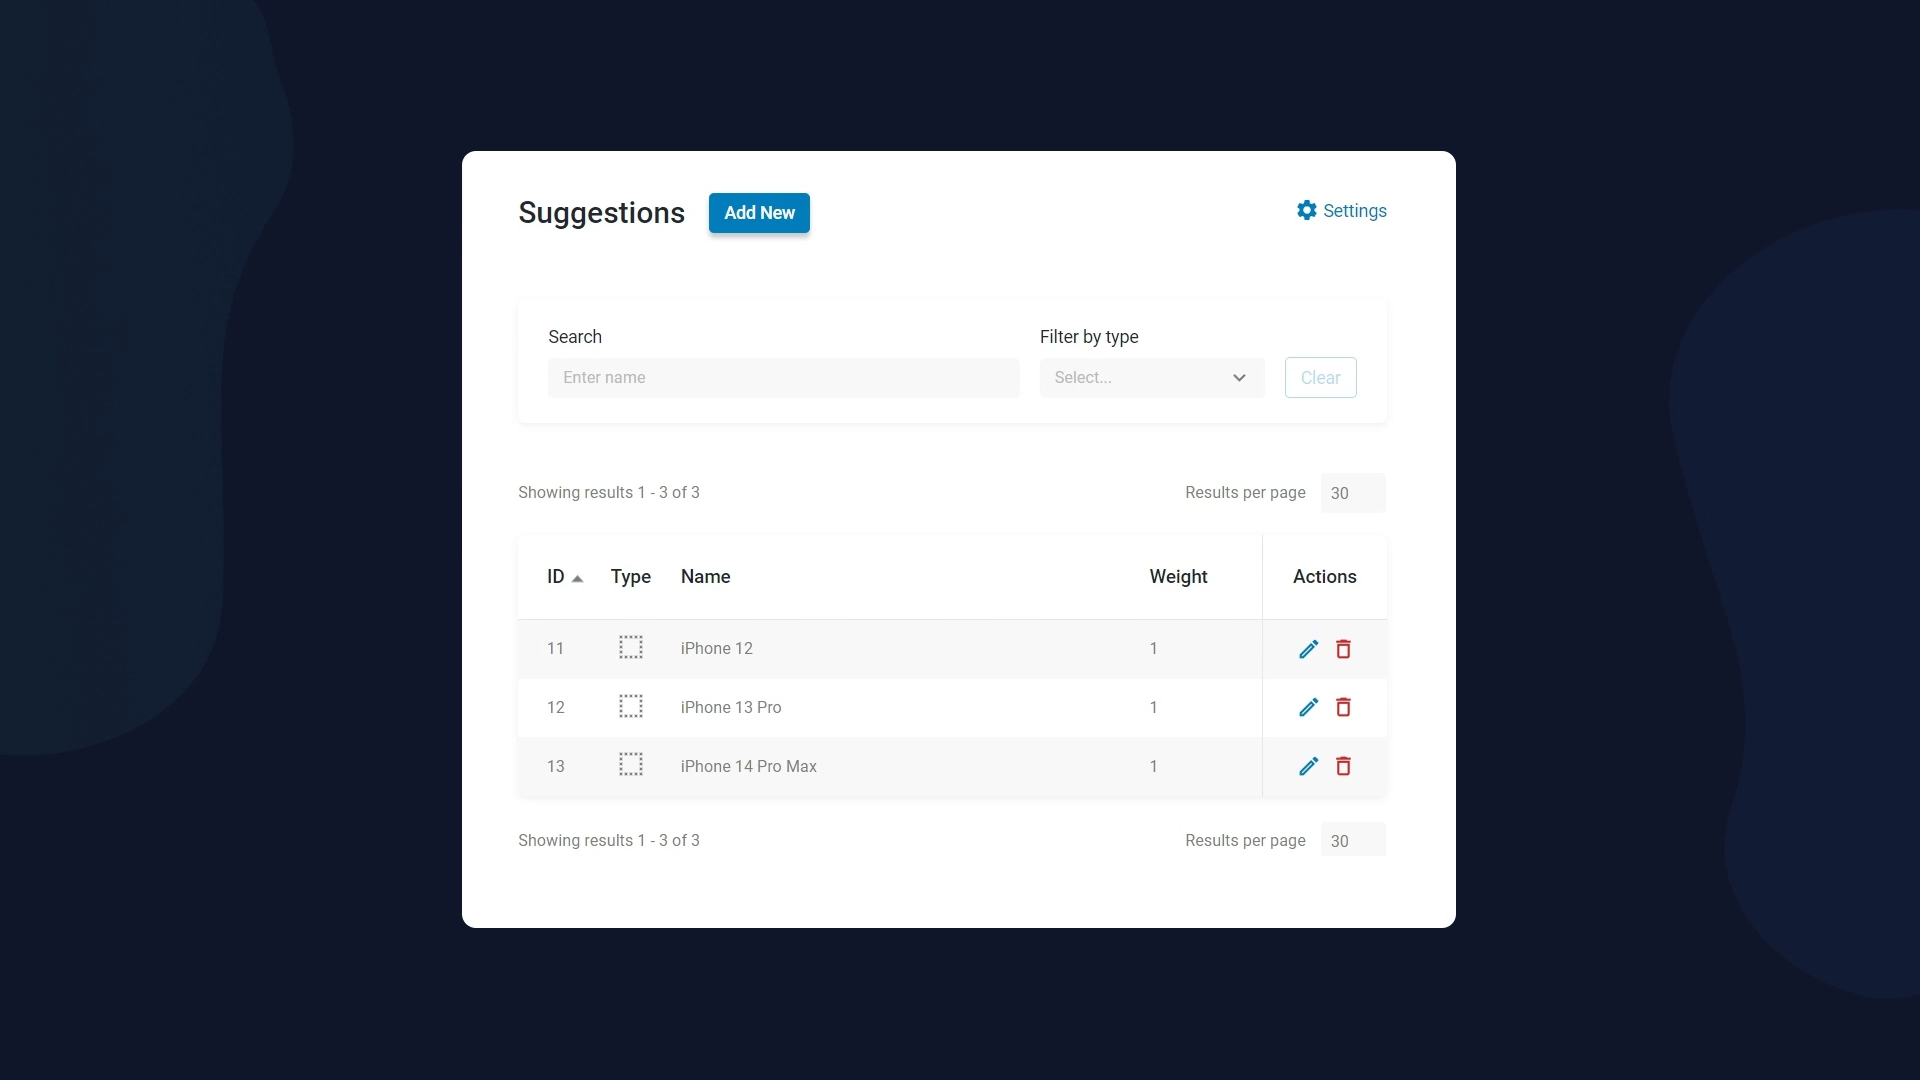 Suggestions Add New Settings
Search Filter by type
Enter name Select... Clear
Showing results 1 - 3 of 3 Results per page 30
ID Type Name Weight Actions
11 iPhone 12 1
12 iPhone 13 Pro 1
13 iPhone 14 Pro Max 1
Showing results 1 - 3 of 3 Results per page 30